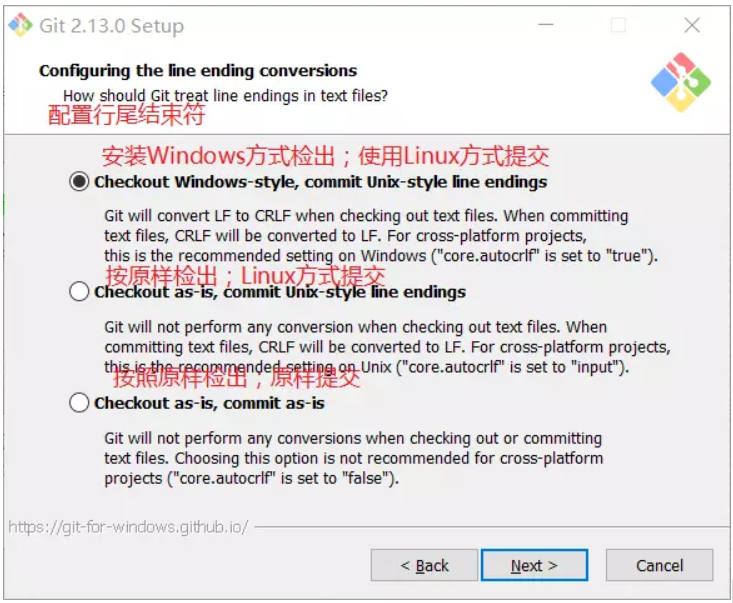 Git 2.13.0 Setup
Configuring the line ending conversions
How should Git treat line endings in text files?
配置行尾结束符
安装Windows方式检出；使用Linux方式提交
Checkout Windows-style, commit Unix-style line endings
Git will convert LF to CRLF when checking out text files. When committing
text files, CRLF will be converted to LF. For cross-platform projects,
this is the recommended setting on Windows ("core.autocrlf" is set to "true").
按原样检出；Linux方式提交
Checkout as-is, commit Unix-style line endings
Git will not perform any conversion when checking out text files. When
committing text files, CRLF will be converted to LF. For cross-platform projects,
this is the recommended setting on Unix ("core.autocrlf" is set to "input").
按照原样检出，原样提交
Checkout as-is, commit as-is
Git will not perform any conversions when checking out or committing
text files. Choosing this option is not recommended for cross-platform
projects ("core.autocrlf" is set to "false").
https://git-for-windows.github.io/
< Back
Next >
Cancel